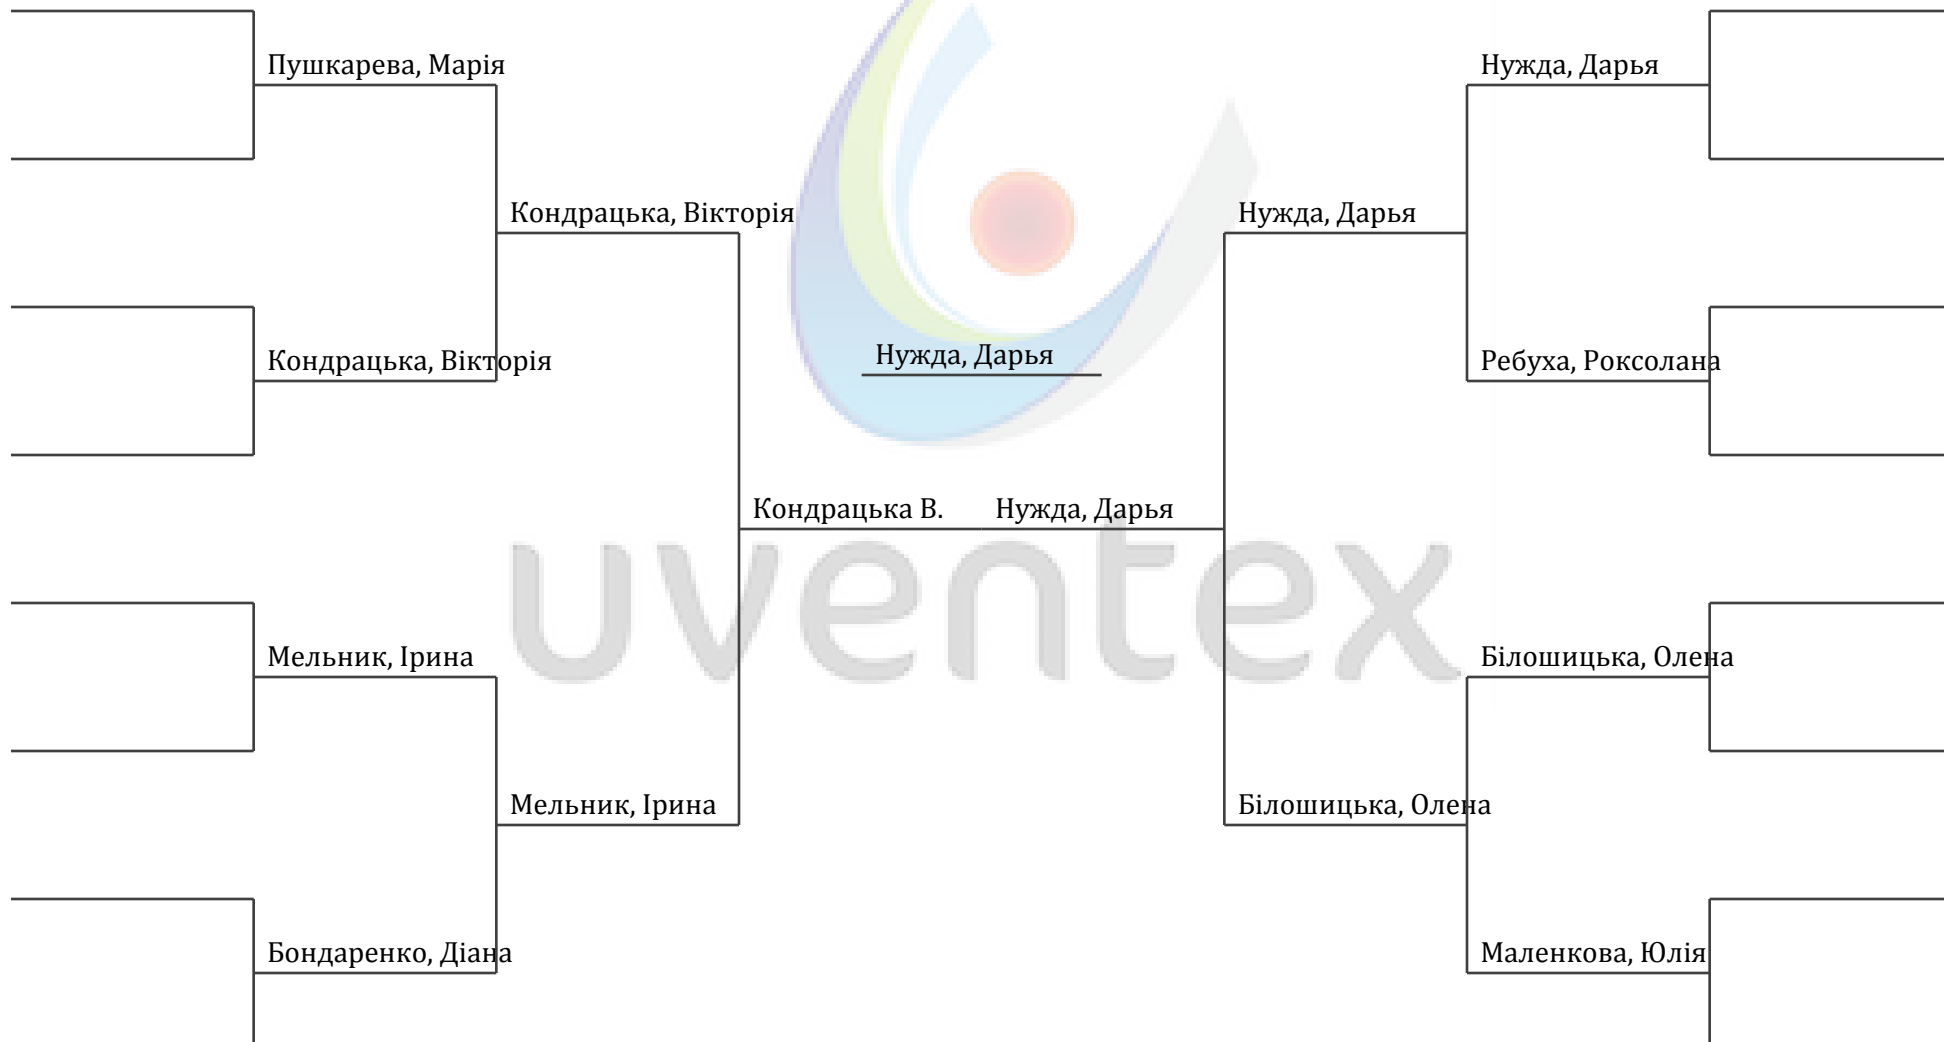 Пушкарева, Марія
Нужда, Дарья
Кондрацька, Вікторія
Нужда, Дарья
Кондрацька, Вікторія
Нужда, Дарья
Ребуха, Роксолана
Кондрацька В.
Нужда, Дарья
uventex
Мельник, Ірина
Білошицька, Олена
Мельник, Ірина
Білошицька, Олена
Бондаренко, Діана
Маленкова, Юлія